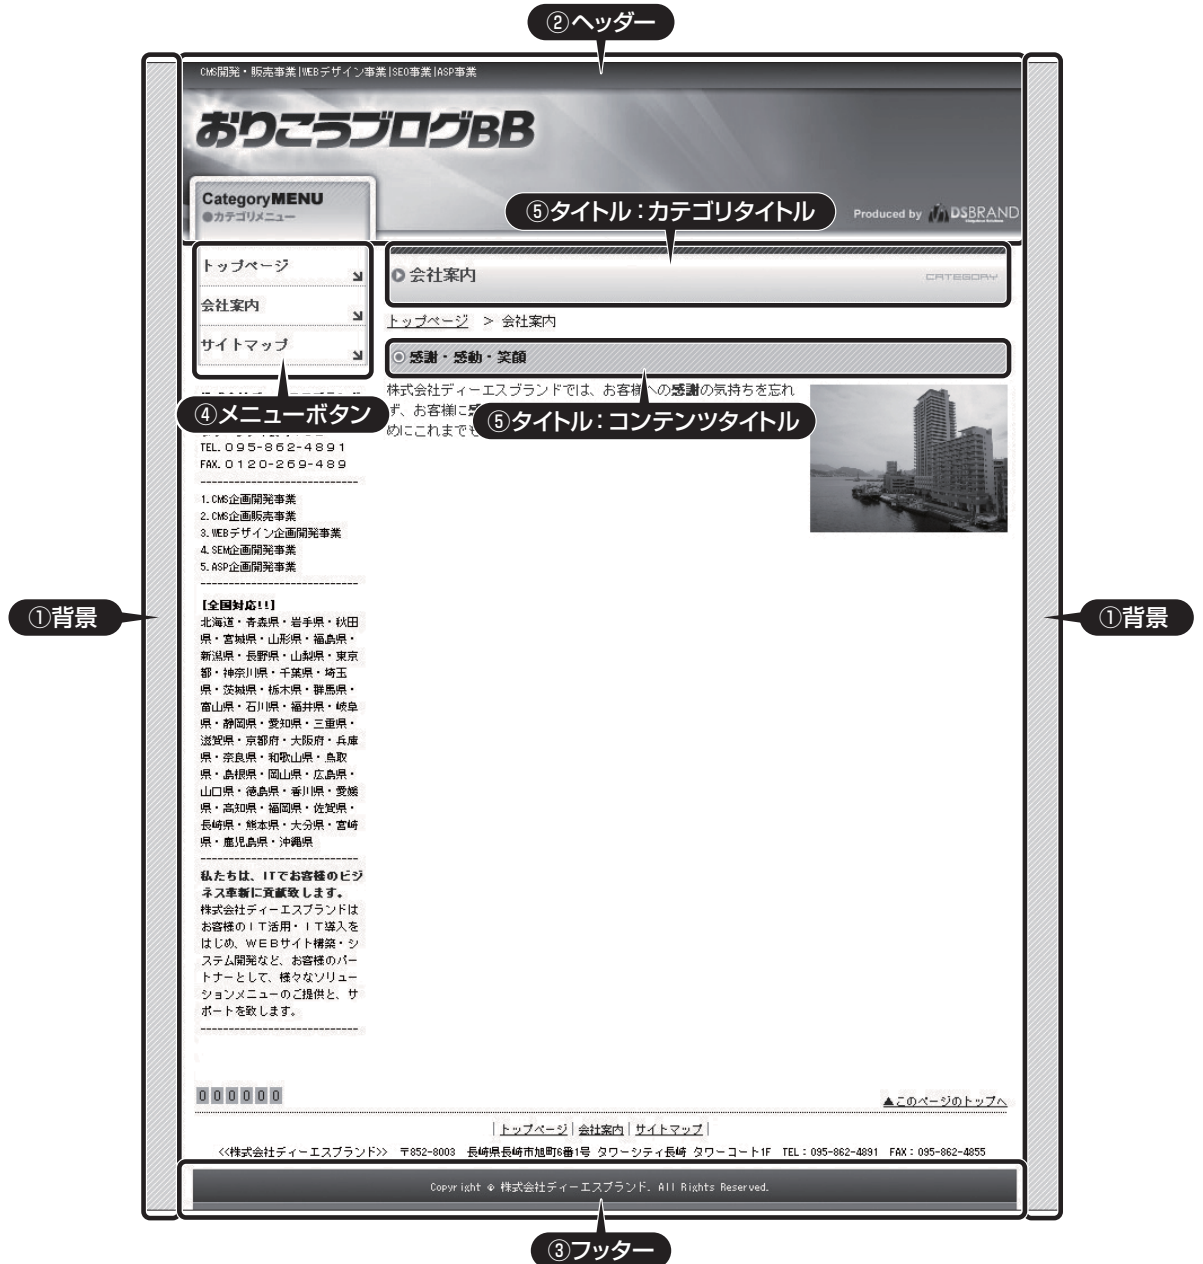 ②ヘッダー
CMS開発・販売事業|WEBデザイン事業|SEO事業|ASP事業
おりこうブログBB
CategoryMENU
●カテゴリメニュー
⑤タイトル：カテゴリタイトル
Produced by DSBRAND
トップページ
会社案内
サイトマップ
会社案内
CATEGORY
トップページ > 会社案内
感謝・感動・笑顔
株式会社ディーエスブランドでは、お客様への感謝の気持ちを忘れ
ず、お客様に
めにこれまでも
④メニューボタン
⑤タイトル：コンテンツタイトル
TEL.095-862-4891
FAX.0120-269-489
---------------------------
1.CMS企画開発事業
2.CMS企画販売事業
3.WEBデザイン企画開発事業
4.SEM企画開発事業
5.ASP企画開発事業
---------------------------
①背景
①背景
[全国対応!!]
北海道・青森県・岩手県・秋田
県・宮城県・山形県・福島県・
新潟県・長野県・山梨県・東京
都・神奈川県・千葉県・埼玉
県・茨城県・栃木県・群馬県・
富山県・石川県・福井県・岐阜
県・静岡県・愛知県・三重県・
滋賀県・京都府・大阪府・兵庫
県・奈良県・和歌山県・鳥取
県・島根県・岡山県・広島県・
山口県・徳島県・香川県・愛媛
県・高知県・福岡県・佐賀県・
長崎県・熊本県・大分県・宮崎
県・鹿児島県・沖縄県
---------------------------
私たちは、ITでお客様のビジ
ネス革新に貢献致します。
株式会社ディーエスブランドは
お客様のＩＴ活用・ＩＴ導入を
はじめ、ＷＥＢサイト構築・シ
ステム開発など、お客様のパー
トナーとして、様々なソリュー
ションメニューのご提供と、サ
ポートを致します。
---------------------------
000000
▲このページのトップへ
|トップページ|会社案内|サイトマップ|
<<株式会社ディーエスブランド>> 〒852-8003 長崎県長崎市旭町6番1号 タワーシティ長崎 タワーコート1F TEL：095-862-4891 FAX：095-862-4855
Copyright © 株式会社ディーエスブランド. All Rights Reserved.
③フッター